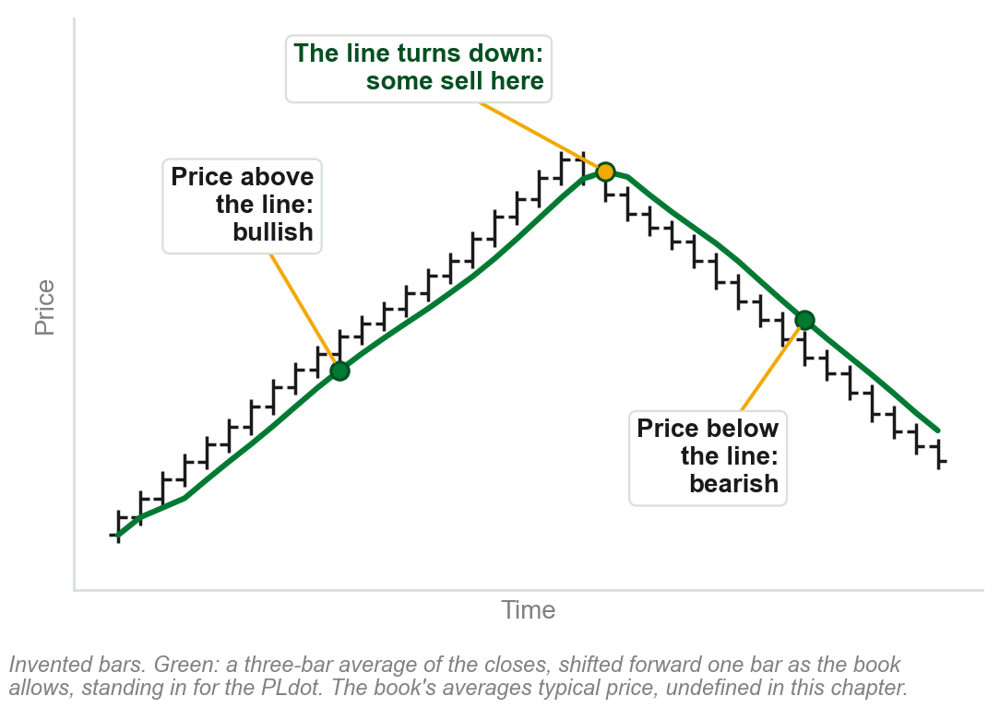 The line turns down:
some sell here
Price above
the line:
bullish
Price
Price below
the line:
bearish
Time
Invented bars. Green: a three-bar average of the closes, shifted forward one bar as the book
allows, standing in for the PLdot. The book's averages typical price, undefined in this chapter.